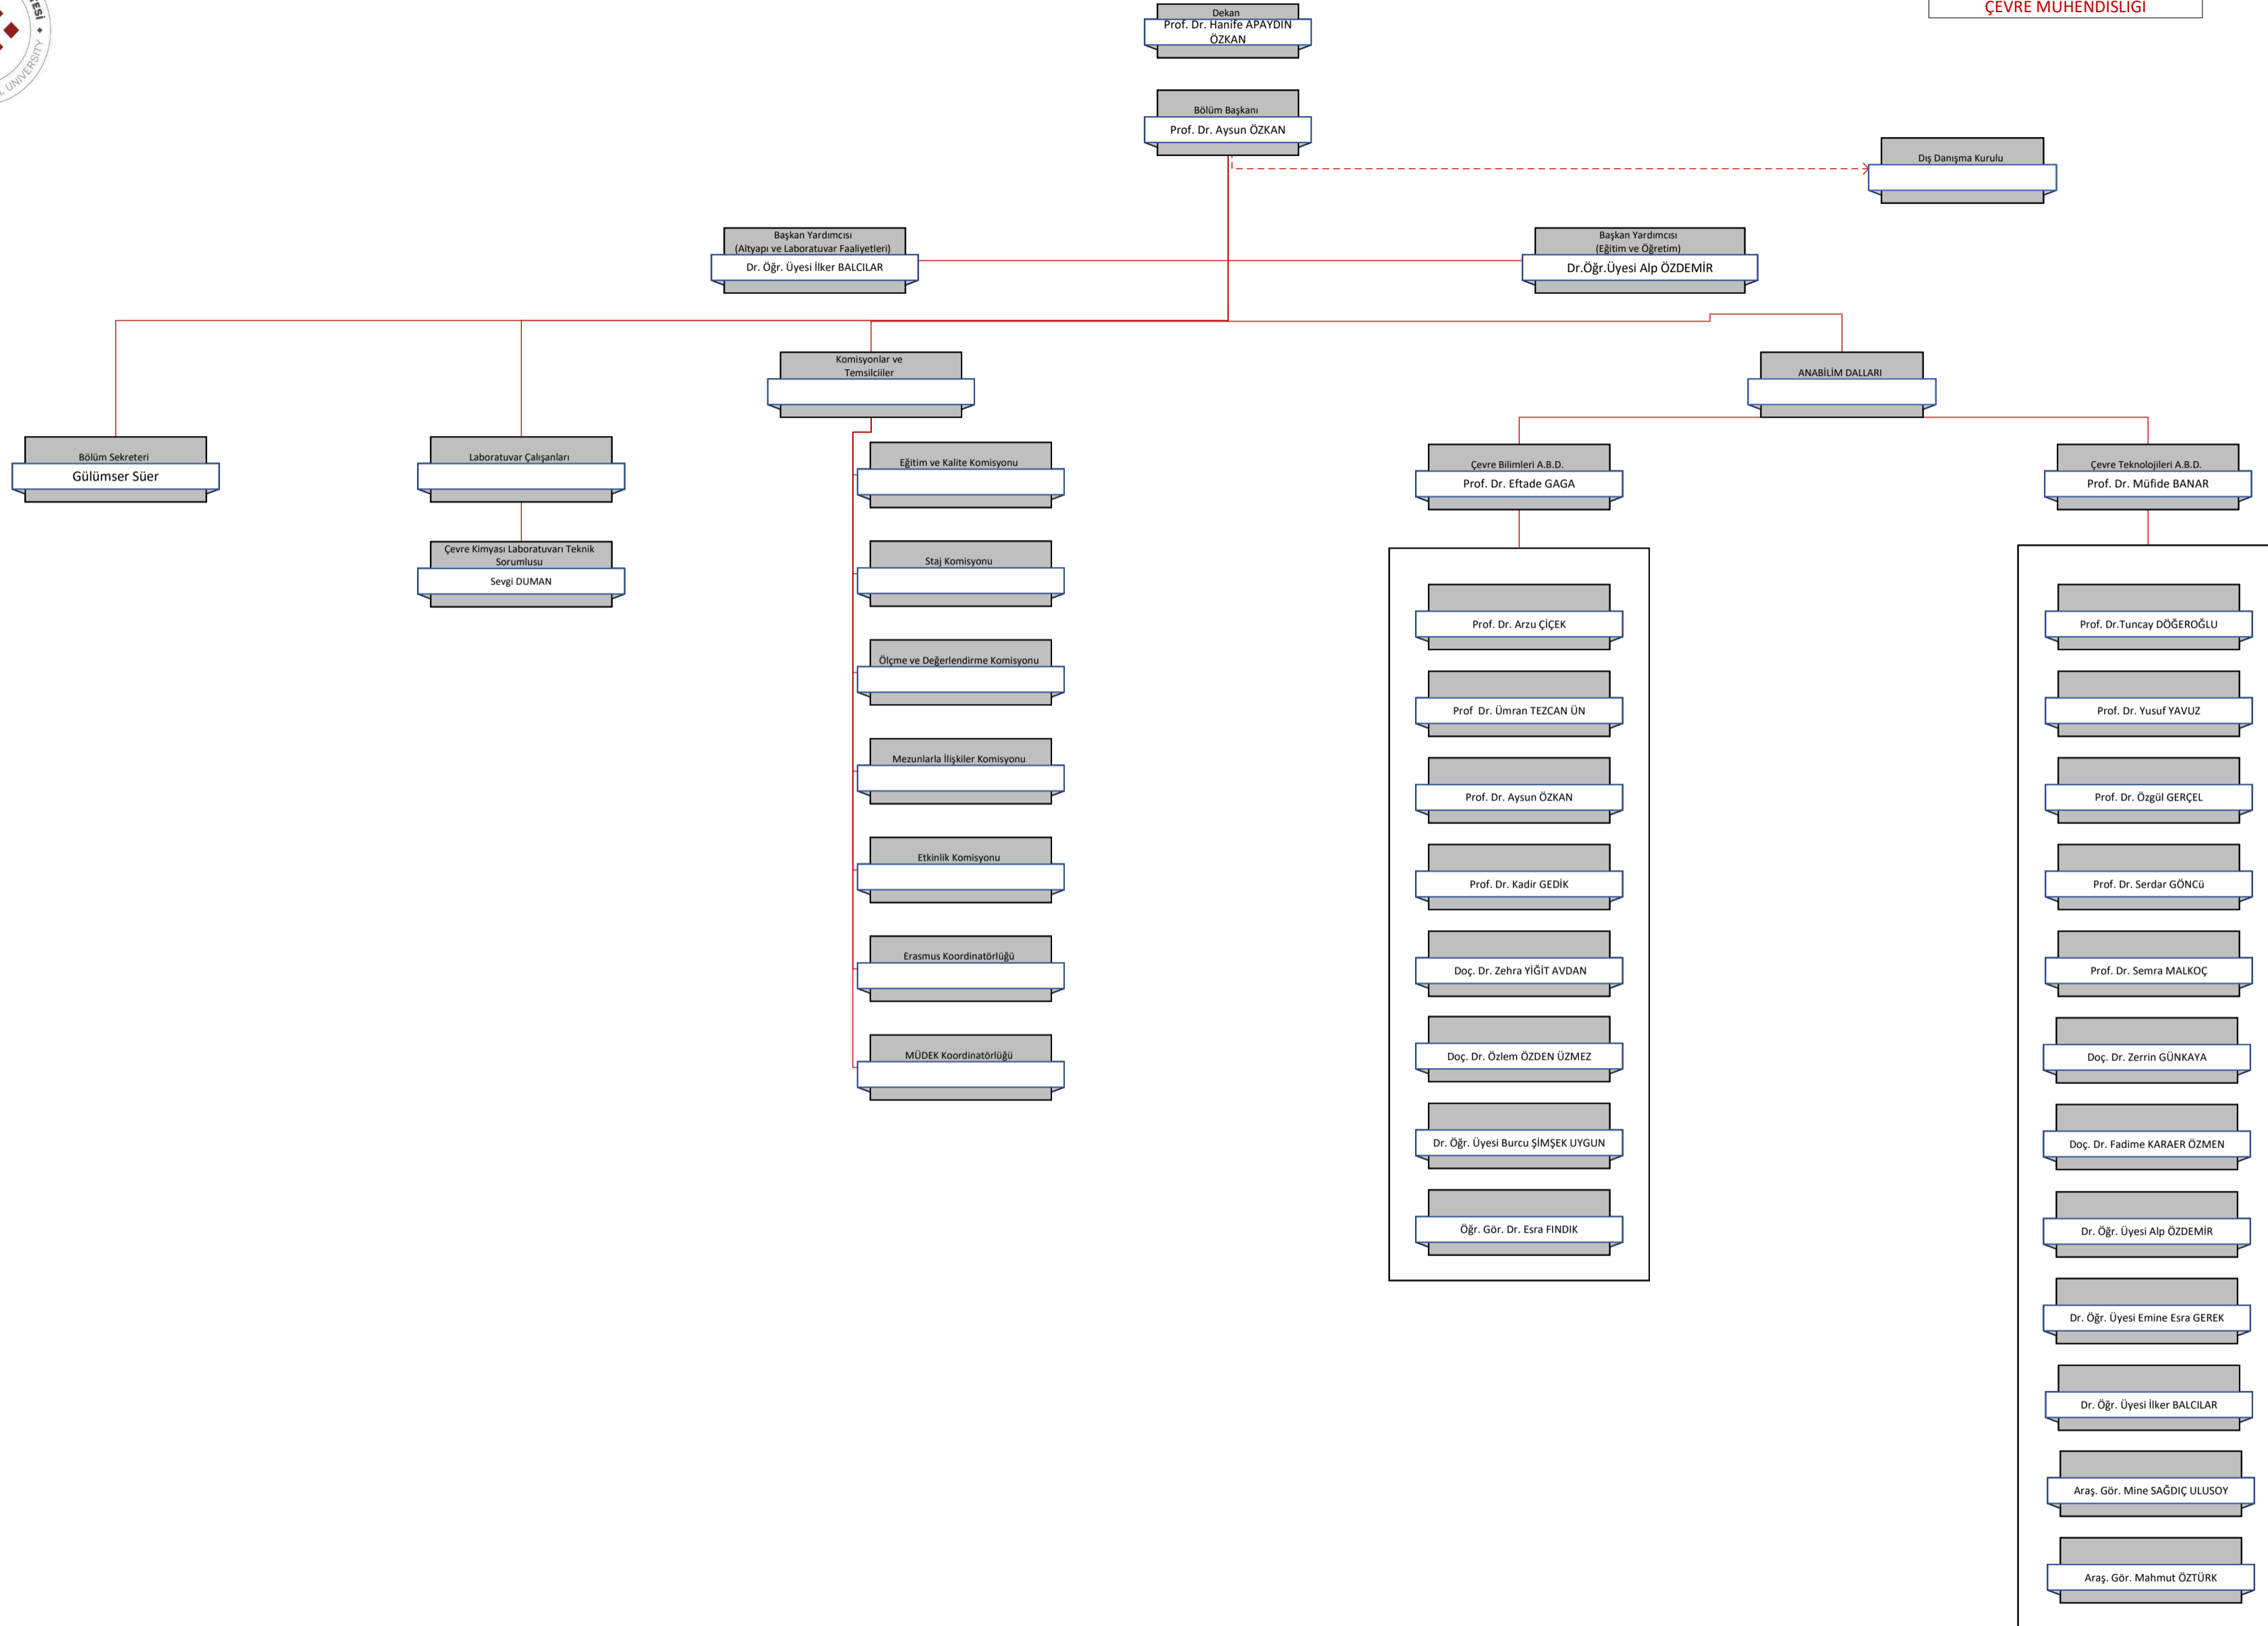 ÇEVRE MÜHENDİSLİĞİ
UNIVERSITY
Dekan
Prof. Dr. Hanife APAYDIN
ÖZKAN
Bölüm Başkanı
Prof. Dr. Aysun ÖZKAN
Dış Danışma Kurulu
Başkan Yardımcısı
(Altyapı ve Laboratuvar Faaliyetleri)
Dr. Öğr. Üyesi İlker BALCILAR
Başkan Yardımcısı
(Eğitim ve Öğretim)
Dr.Öğr.Üyesi Alp ÖZDEMİR
Komisyonlar ve
Temsilciiler
ANABİLİM DALLARI
Bölüm Sekreteri
Gülümser Süer
Laboratuvar Çalışanları
Çevre Kimyası Laboratuvarı Teknik
Sorumlusu
Sevgi DUMAN
Eğitim ve Kalite Komisyonu
Staj Komisyonu
Ölçme ve Değerlendirme Komisyonu
Mezunlarla İlişkiler Komisyonu
Etkinlik Komisyonu
Erasmus Koordinatörlüğü
MÜDEK Koordinatörlüğü
Çevre Bilimleri A.B.D.
Prof. Dr. Eftade GAGA
Prof. Dr. Arzu ÇİÇEK
Prof  Dr. Ümran TEZCAN ÜN
Prof. Dr. Aysun ÖZKAN
Prof. Dr. Kadir GEDİK
Doç. Dr. Zehra YİĞİT AVDAN
Doç. Dr. Özlem ÖZDEN ÜZMEZ
Dr. Öğr. Üyesi Burcu ŞİMŞEK UYGUN
Öğr. Gör. Dr. Esra FINDIK
Çevre Teknolojileri A.B.D.
Prof. Dr. Müfide BANAR
Prof. Dr.Tuncay DÖĞEROĞLU
Prof. Dr. Yusuf YAVUZ
Prof. Dr. Özgül GERÇEL
Prof. Dr. Serdar GÖNCü
Prof. Dr. Semra MALKOÇ
Doç. Dr. Zerrin GÜNKAYA
Doç. Dr. Fadime KARAER ÖZMEN
Dr. Öğr. Üyesi Alp ÖZDEMİR
Dr. Öğr. Üyesi Emine Esra GEREK
Dr. Öğr. Üyesi İlker BALCILAR
Araş. Gör. Mine SAĞDIÇ ULUSOY
Araş. Gör. Mahmut ÖZTÜRK